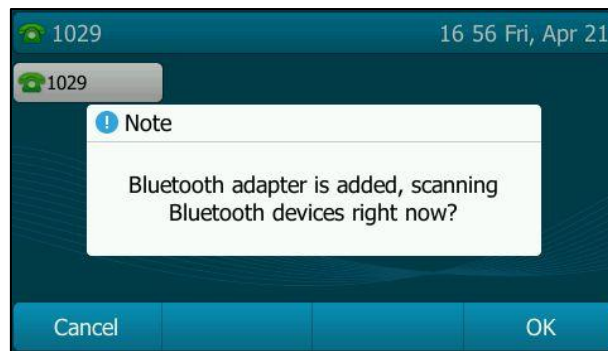 1029
16 56 Fri, Apr 21
1029
Note
Bluetooth adapter is added, scanning
Bluetooth devices right now?
Cancel
OK